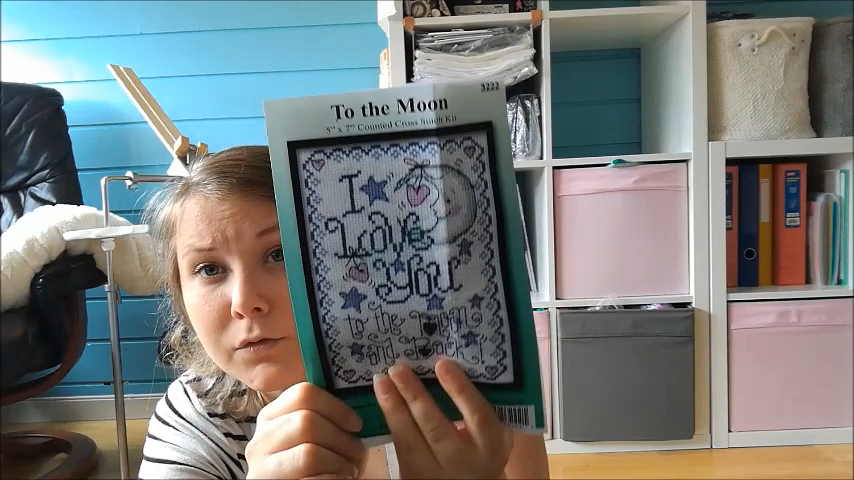 3222
To the Moon
5" x 7" Counted Cross Stitch Kit
I
Love
You
to the moon
and back